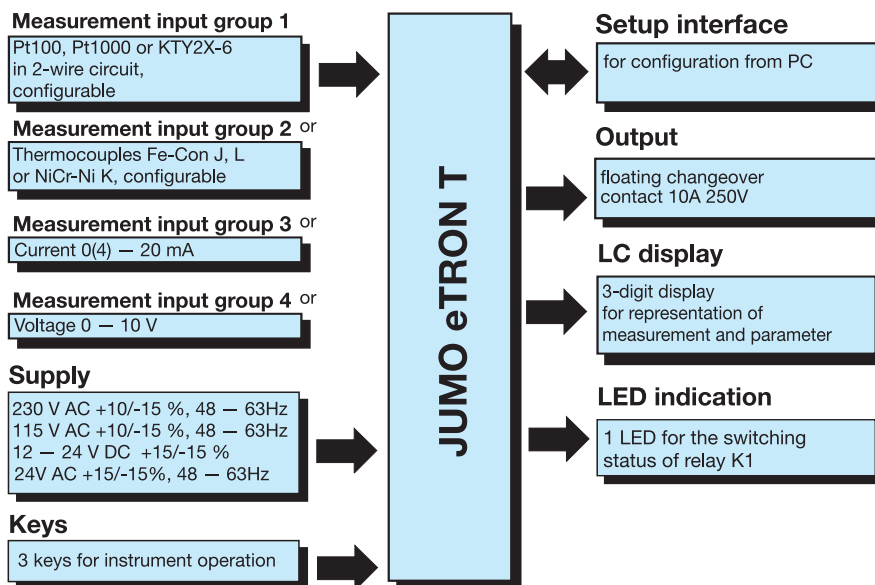 Measurement input group 1
Pt100, Pt1000 or KTY2X-6
in 2-wire circuit,
configurable
Measurement input group 2 or
Thermocouples Fe-Con J, L
or NiCr-Ni K, configurable
Measurement input group 3 or
Current 0(4) — 20 mA
Measurement input group 4 or
Voltage 0 — 10 V
Supply
230 V AC +10/-15 %, 48 — 63Hz
115 V AC +10/-15 %, 48 — 63Hz
12 — 24 V DC +15/-15 %
24V AC +15/-15%, 48 — 63Hz
Keys
3 keys for instrument operation
JUMO eTRON T
Setup interface
for configuration from PC
Output
floating changeover
contact 10A 250V
LC display
3-digit display
for representation of
measurement and parameter
LED indication
1 LED for the switching
status of relay K1